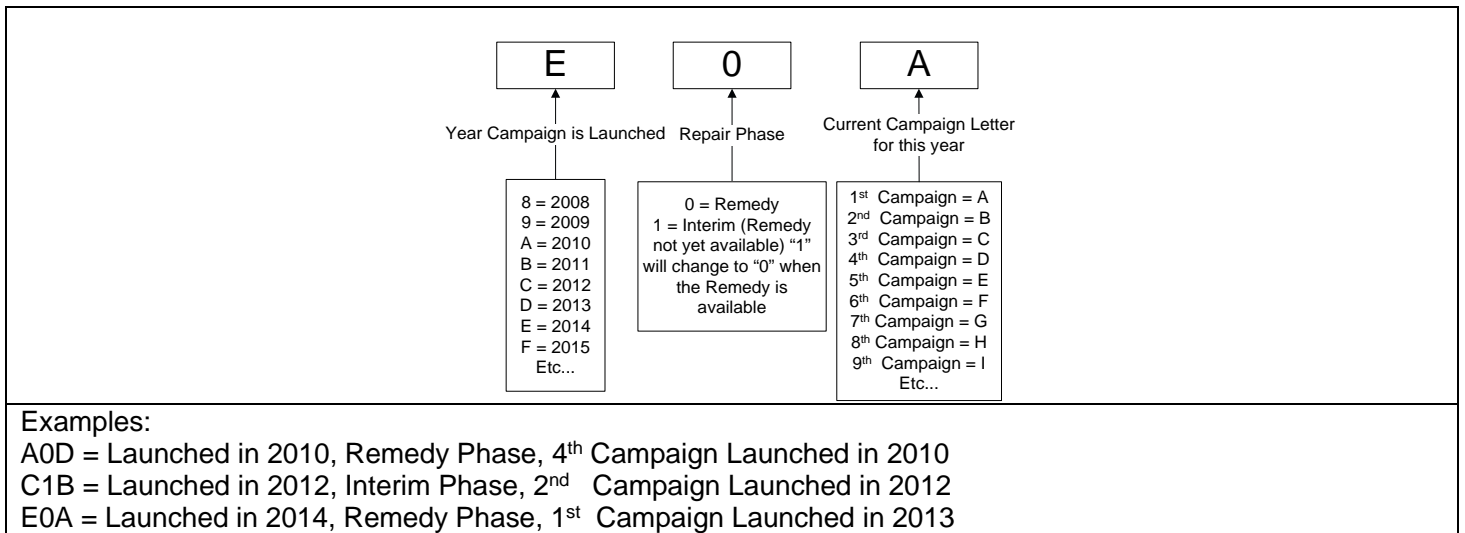 E 0 A
Year Campaign is Launched
Repair Phase
Current Campaign Letter
for this year
8 = 2008
9 = 2009
A = 2010
B = 2011
C = 2012
D = 2013
E = 2014
F = 2015
Etc...
0 = Remedy
1 = Interim (Remedy
not yet available) “1”
will change to “0” when
the Remedy is
available
1st Campaign = A
2nd Campaign = B
3rd Campaign = C
4th Campaign = D
5th Campaign = E
6th Campaign = F
7th Campaign = G
8th Campaign = H
9th Campaign = I
Etc...
Examples:
A0D = Launched in 2010, Remedy Phase, 4th Campaign Launched in 2010
C1B = Launched in 2012, Interim Phase, 2nd Campaign Launched in 2012
E0A = Launched in 2014, Remedy Phase, 1st Campaign Launched in 2013